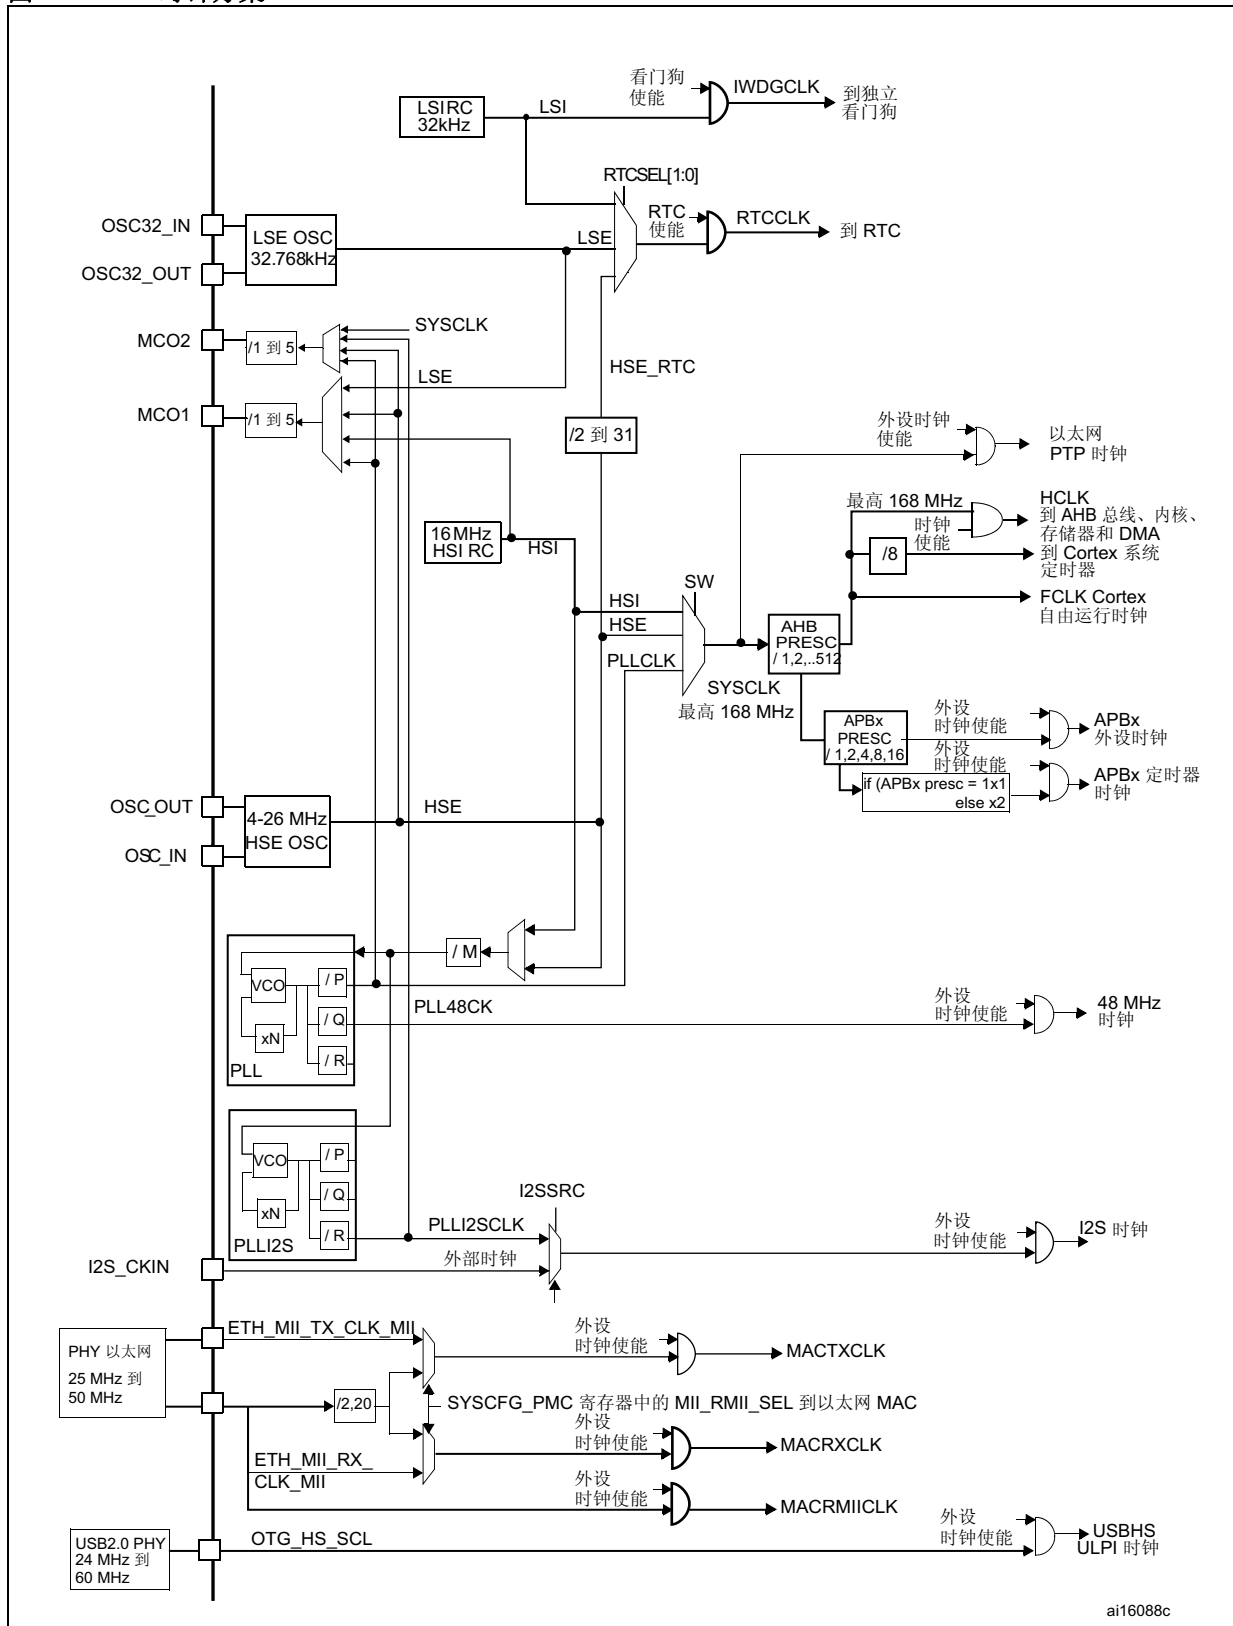 看门狗
使能
IWDGCLK
到独立
看门狗
LSIRC
32kHz
LSI
RTCSEL[1:0]
OSC32_IN
OSC32_OUT
LSE OSC
32.768kHz
LSE
RTC
使能
RTCCLK
到 RTC
SYSCLK
MCO2
/1 到 5
LSE
HSE_RTC
MCO1
/1 到 5
/2 到 31
外设时钟
使能
以太网
PTP 时钟
16MHz
HSI RC
HSI
最高 168 MHz
时钟
使能
HCLK
到 AHB 总线、内核、
存储器和 DMA
/8
到 Cortex 系统
定时器
FCLK Cortex
自由运行时钟
SW
HSI
HSE
PLLCLK
AHB
PRESC
/ 1,2,..512
SYSCLK
最高 168 MHz
APBx
PRESC
/ 1,2,4,8,16
外设
时钟使能
APBx
外设时钟
外设
时钟使能
if (APBx presc = 1x1
else x2
APBx 定时器
时钟
OSC_OUT
OSC_IN
4-26 MHz
HSE OSC
HSE
/ M
VCO
xN
/ P
/ Q
/ R
PLL
PLL48CK
外设
时钟使能
48 MHz
时钟
VCO
xN
/ P
/ Q
/ R
PLLI2S
I2SSRC
PLLI2SCLK
外部时钟
外设
时钟使能
I2S 时钟
I2S_CKIN
PHY 以太网
25 MHz 到
50 MHz
ETH_MII_TX_CLK_MII
外设
时钟使能
MACTXCLK
/2,20
SYSCFG_PMC 寄存器中的 MII_RMII_SEL 到以太网 MAC
外设
时钟使能
MACRXCLK
ETH_MII_RX_
CLK_MII
外设
时钟使能
MACRMIICLK
USB2.0 PHY
24 MHz 到
60 MHz
OTG_HS_SCL
外设
时钟使能
USBHS
ULPI 时钟
ai16088c